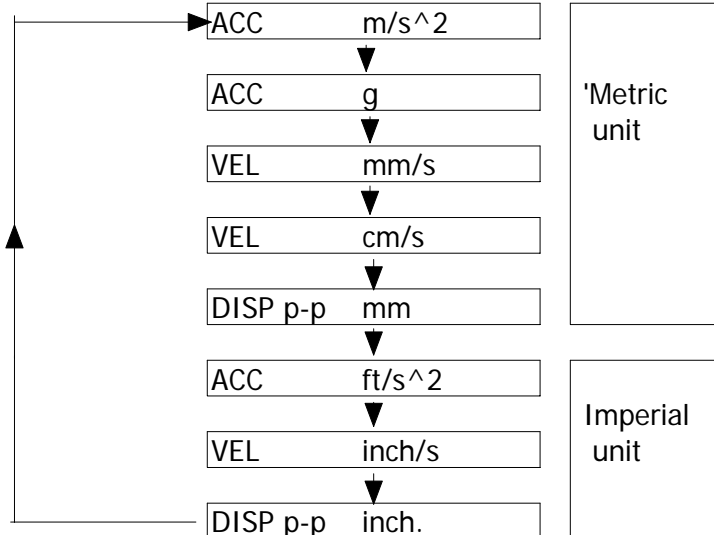 ACC m/s^2
ACC g
'Metric
unit
VEL mm/s
VEL cm/s
DISP p-p mm
ACC ft/s^2
Imperial
unit
VEL inch/s
DISP p-p inch.